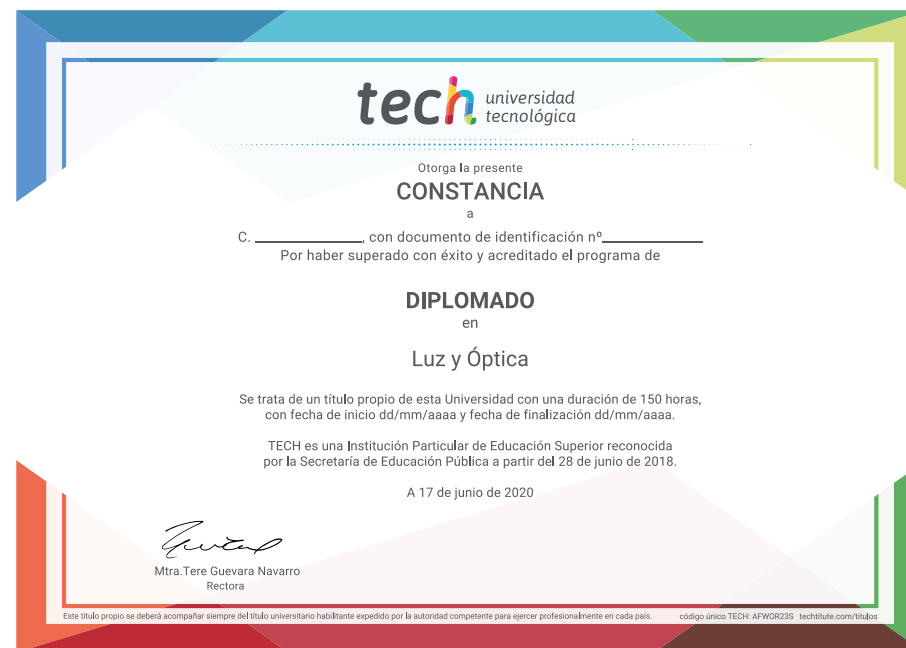 tech universidad
tecnológica
Otorga la presente
CONSTANCIA
a
C. ______________, con documento de identificación nº______________
Por haber superado con éxito y acreditado el programa de
DIPLOMADO
en
Luz y Óptica
Se trata de un título propio de esta Universidad con una duración de 150 horas,
con fecha de inicio dd/mm/aaaa y fecha de finalización dd/mm/aaaa.
TECH es una Institución Particular de Educación Superior reconocida
por la Secretaría de Educación Pública a partir del 28 de junio de 2018.
A 17 de junio de 2020
Mtra.Tere Guevara Navarro
Rectora
Este título propio se deberá acompañar siempre del título universitario habilitante expedido por la autoridad competente para ejercer profesionalmente en cada país. código único TECH: AFWOR23S techtitute.com/titulos